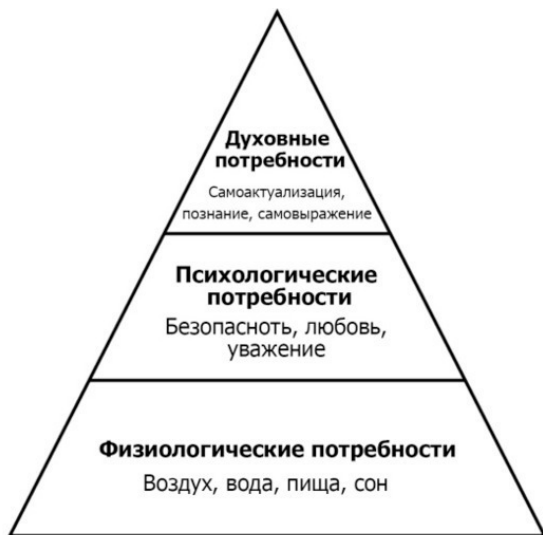 Духовные
потребности
Самоактуализация,
познание, самовыражение
Психологические
потребности
Безопасноть, любовь,
уважение
Физиологические потребности
Воздух, вода, пища, сон